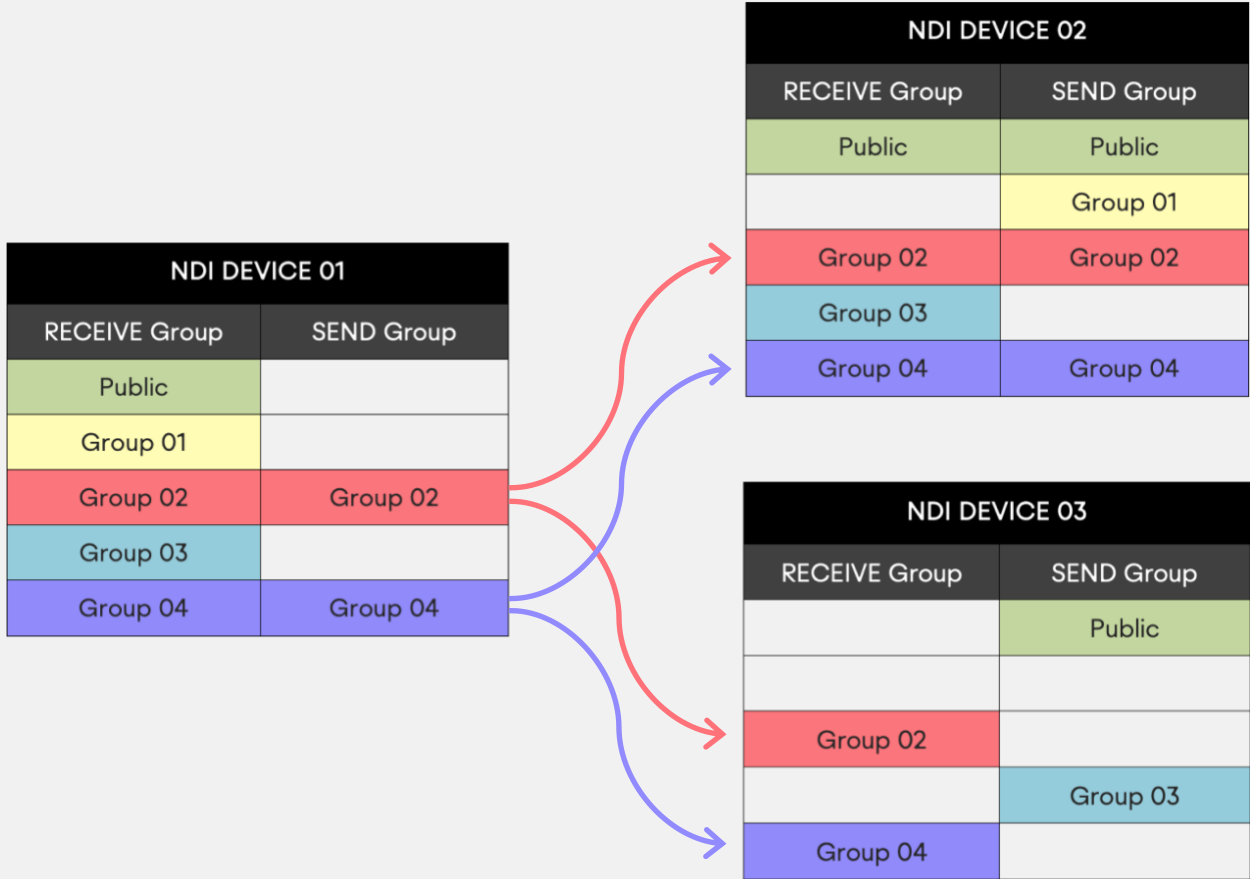 NDI DEVICE 01
RECEIVE Group SEND Group
Public
Group 01
Group 02 Group 02
Group 03
Group 04 Group 04
NDI DEVICE 02
RECEIVE Group SEND Group
Public Public
Group 01
Group 02 Group 02
Group 03
Group 04 Group 04
NDI DEVICE 03
RECEIVE Group SEND Group
Public
Group 02
Group 03
Group 04